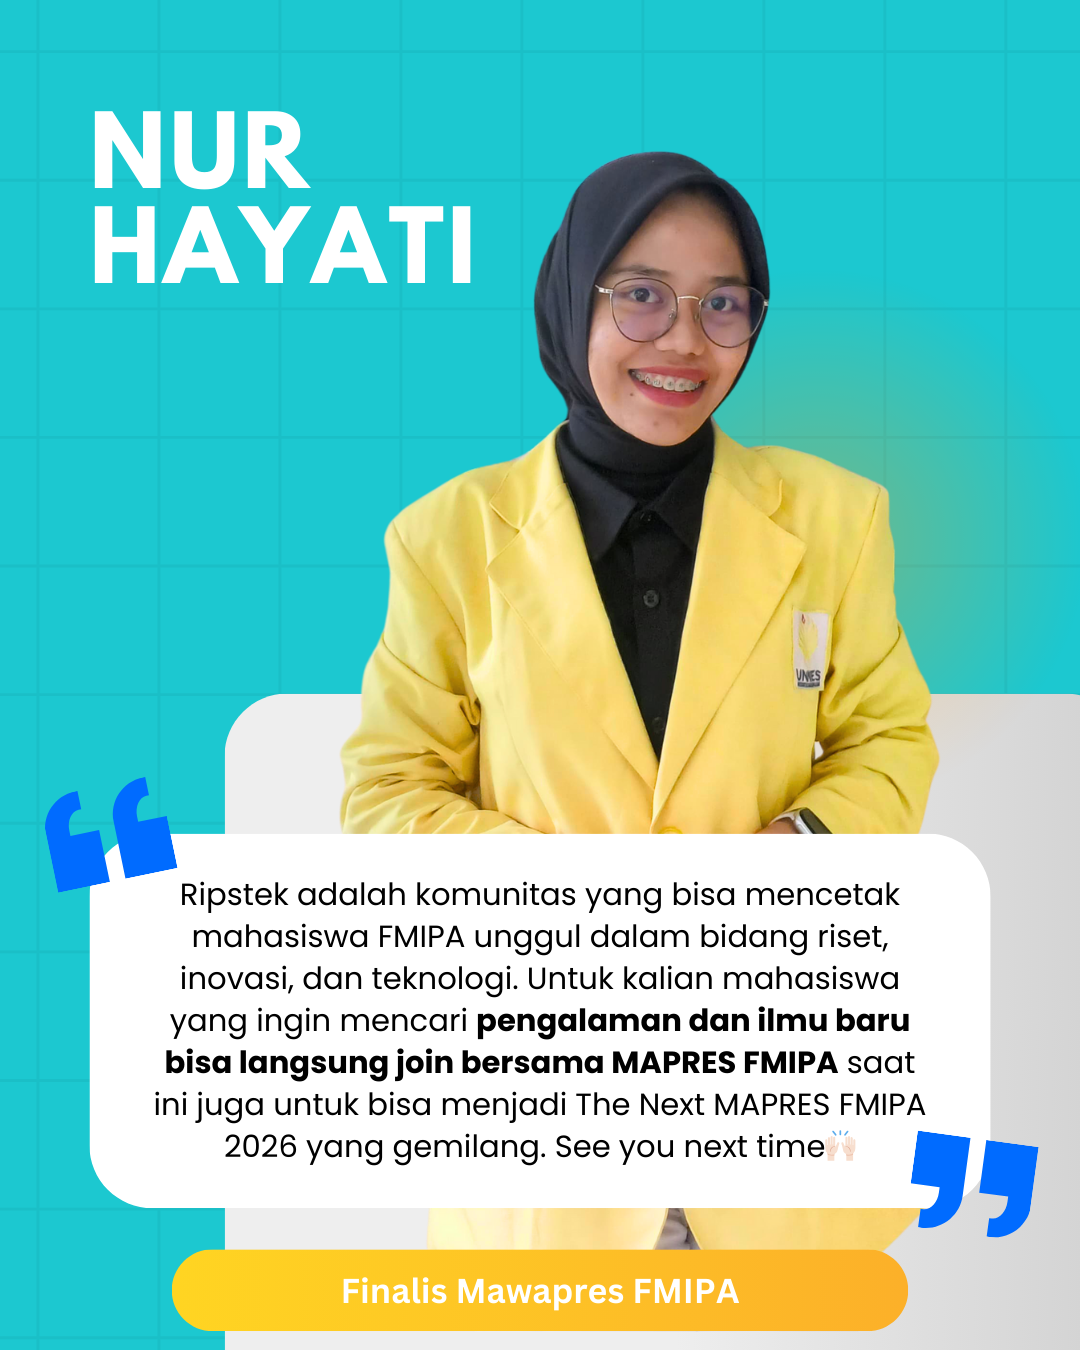 NUR
HAYATI
UNNES
Ripstek adalah komunitas yang bisa mencetak
mahasiswa FMIPA unggul dalam bidang riset,
inovasi, dan teknologi. Untuk kalian mahasiswa
yang ingin mencari pengalaman dan ilmu baru
bisa langsung join bersama MAPRES FMIPA saat
ini juga untuk bisa menjadi The Next MAPRES FMIPA
2026 yang gemilang. See you next time🙌🏻
Finalis Mawapres FMIPA